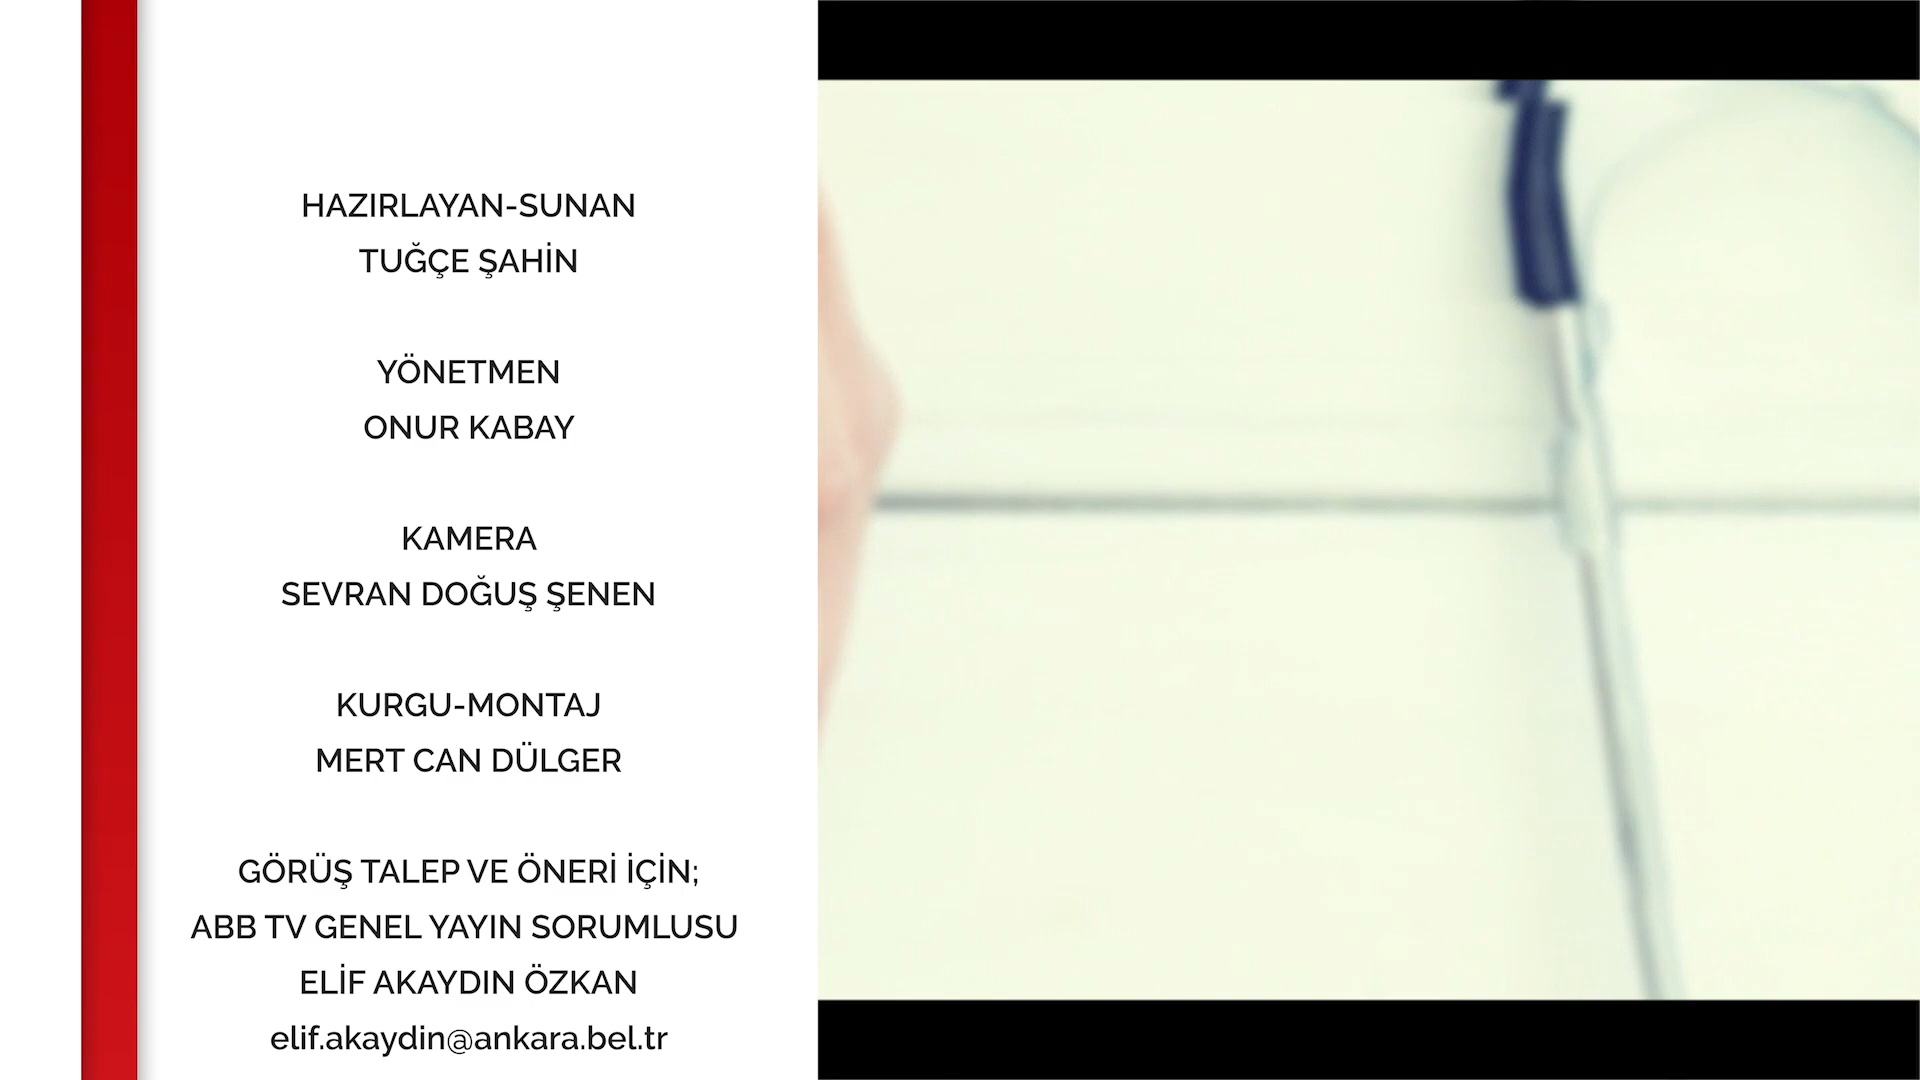 HAZIRLAYAN-SUNAN
TUĞÇE ŞAHİN
YÖNETMEN
ONUR KABAY
KAMERA
SEVRAN DOĞUŞ ŞENEN
KURGU-MONTAJ
MERT CAN DÜLGER
GÖRÜŞ TALEP VE ÖNERİ İÇİN;
ABB TV GENEL YAYIN SORUMLUSU
ELİF AKAYDIN ÖZKAN
elif.akaydin@ankara.bel.tr